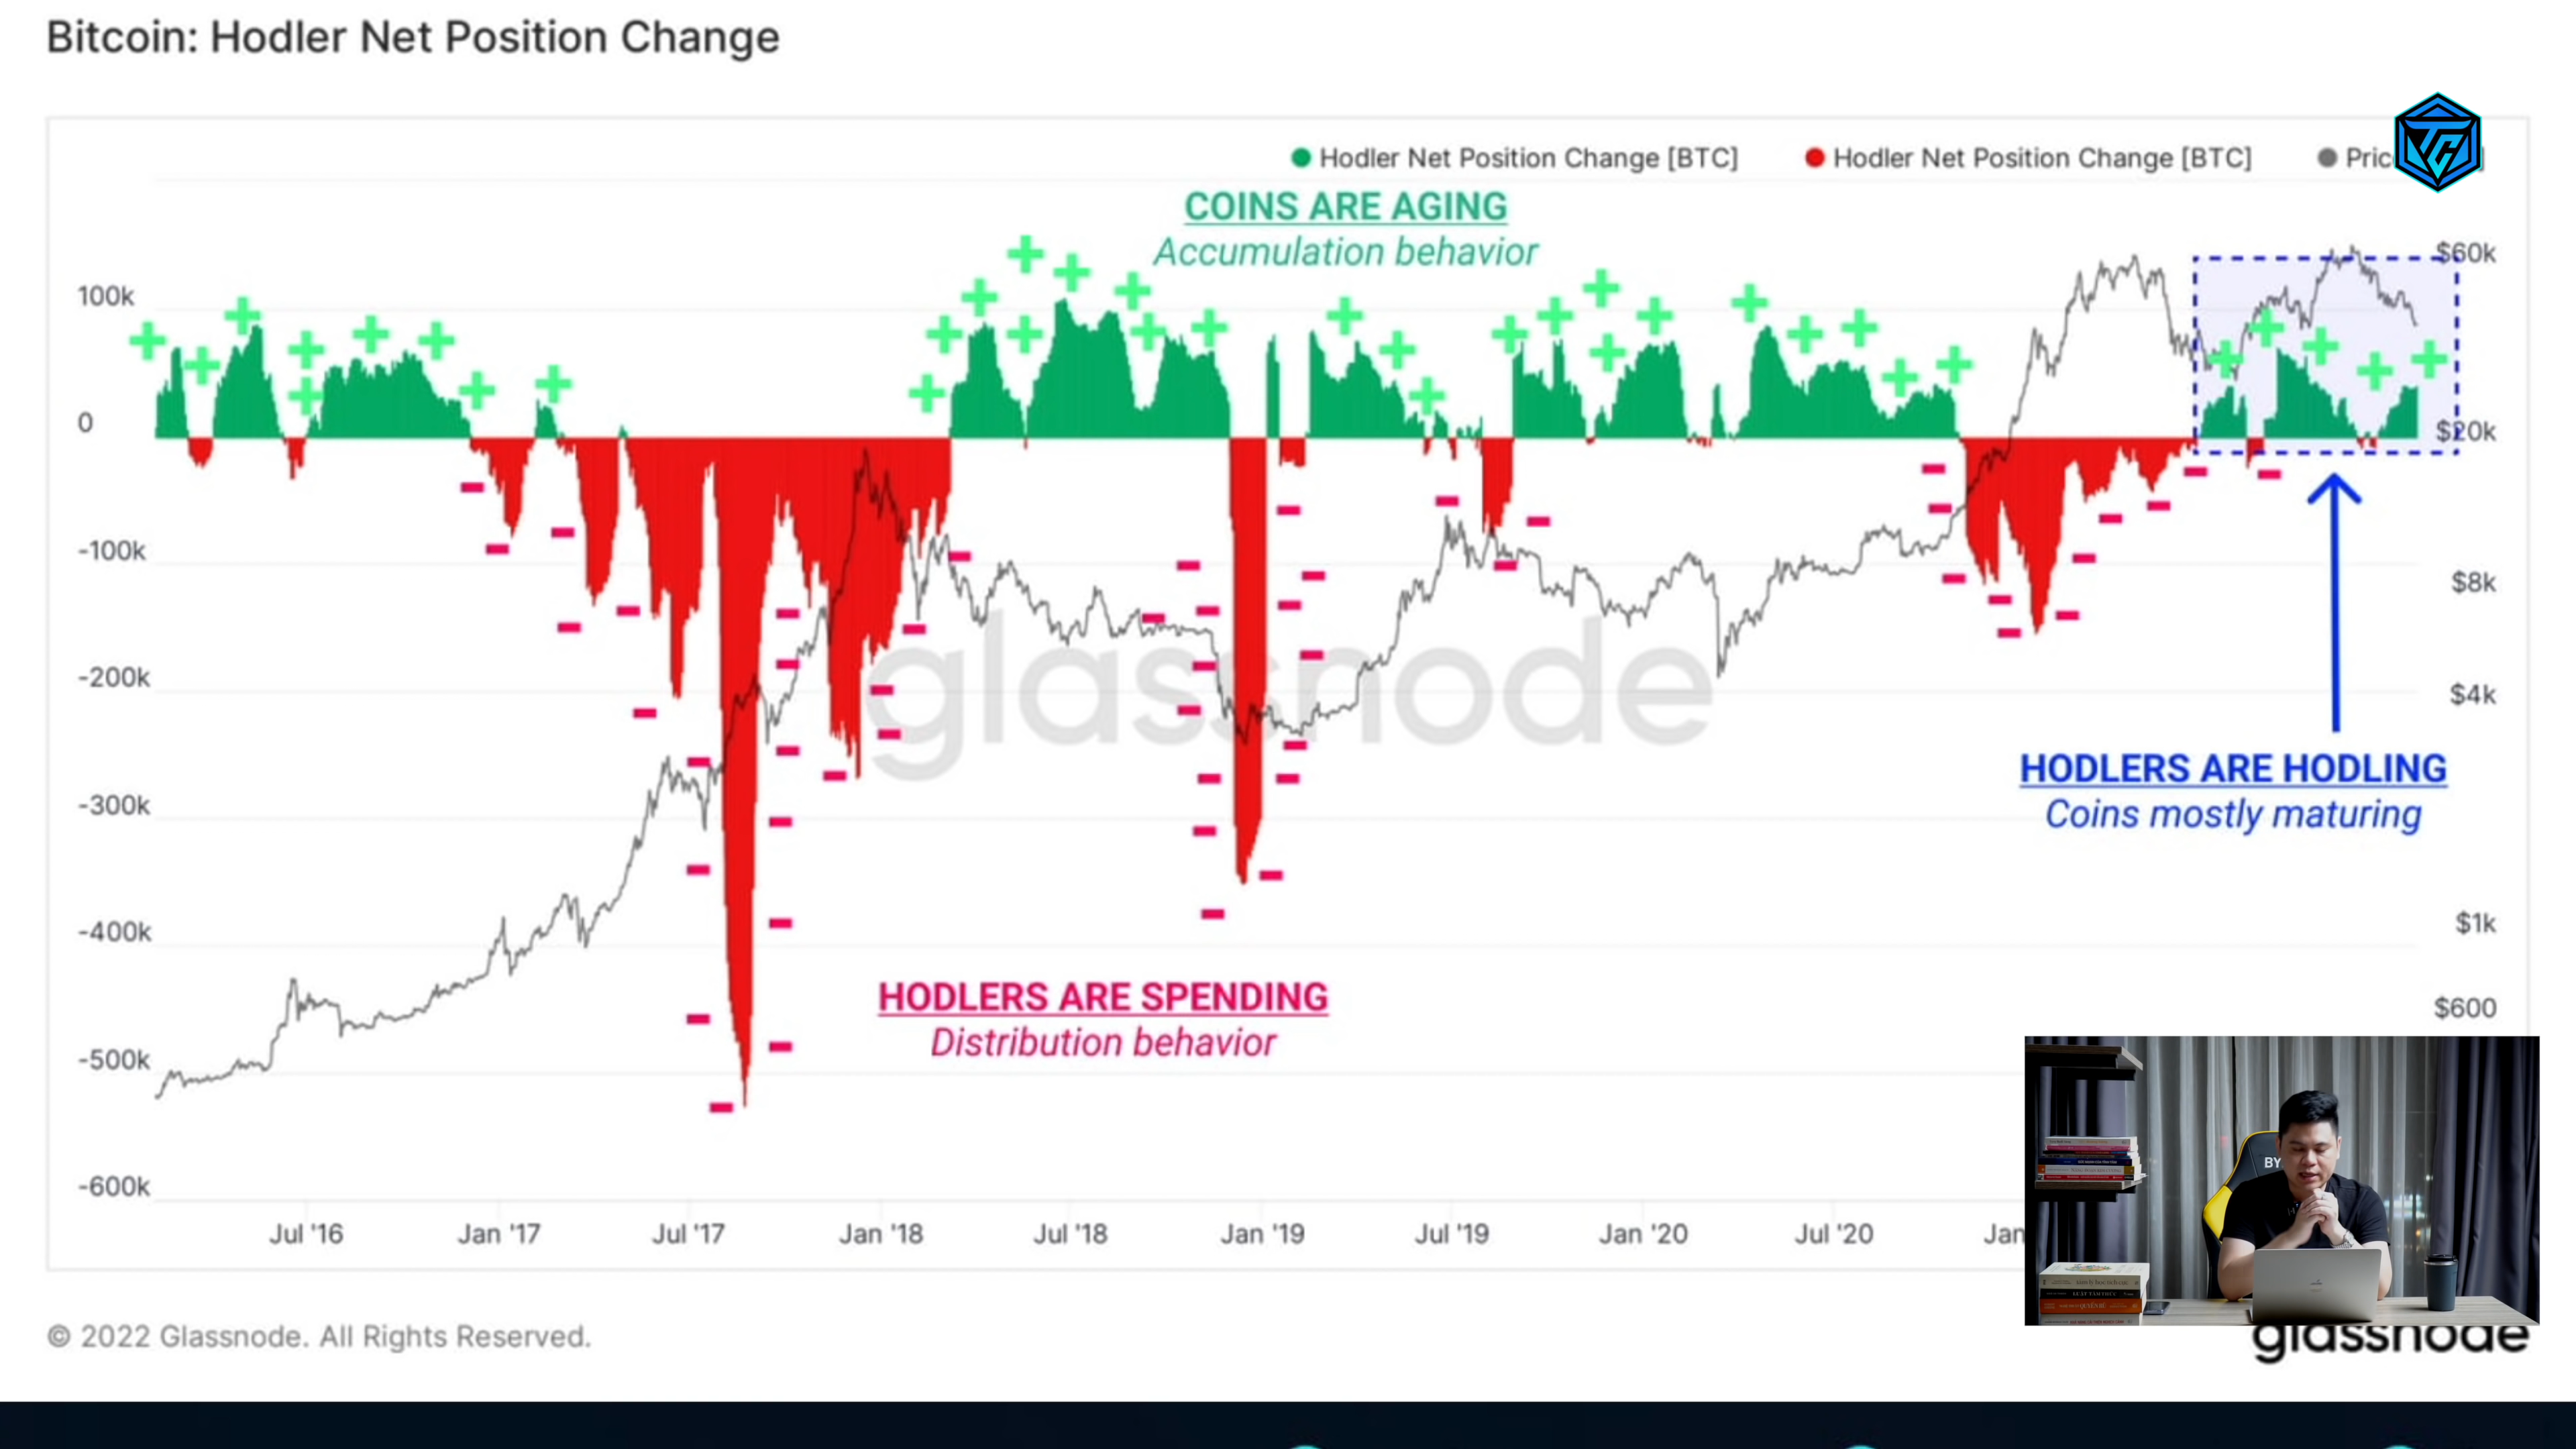 Bitcoin: Hodler Net Position Change
Hodler Net Position Change [BTC]
Hodler Net Position Change [BTC]
COINS ARE AGING
Accumulation behavior
100k
0
-100k
-200k
-300k
-400k
-500k
-600k
$60k
$20k
$8k
$4k
$1k
$600
glassnode
HODLERS ARE HODLING
Coins mostly maturing
HODLERS ARE SPENDING
Distribution behavior
Jul '16
Jan '17
Jul '17
Jan '18
Jul '18
Jan '19
Jul '19
Jan '20
Jul '20
Jan
BY
© 2022 Glassnode. All Rights Reserved.
glassnode